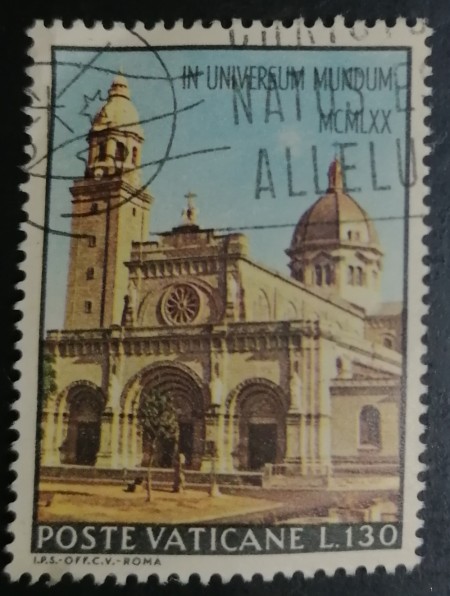 IN UNIVERSUM MUNDUM
NATUS
MCMLXX
ALLELU
POSTE VATICANE L.130
I.P.S.-OFF.C.V.-ROMA